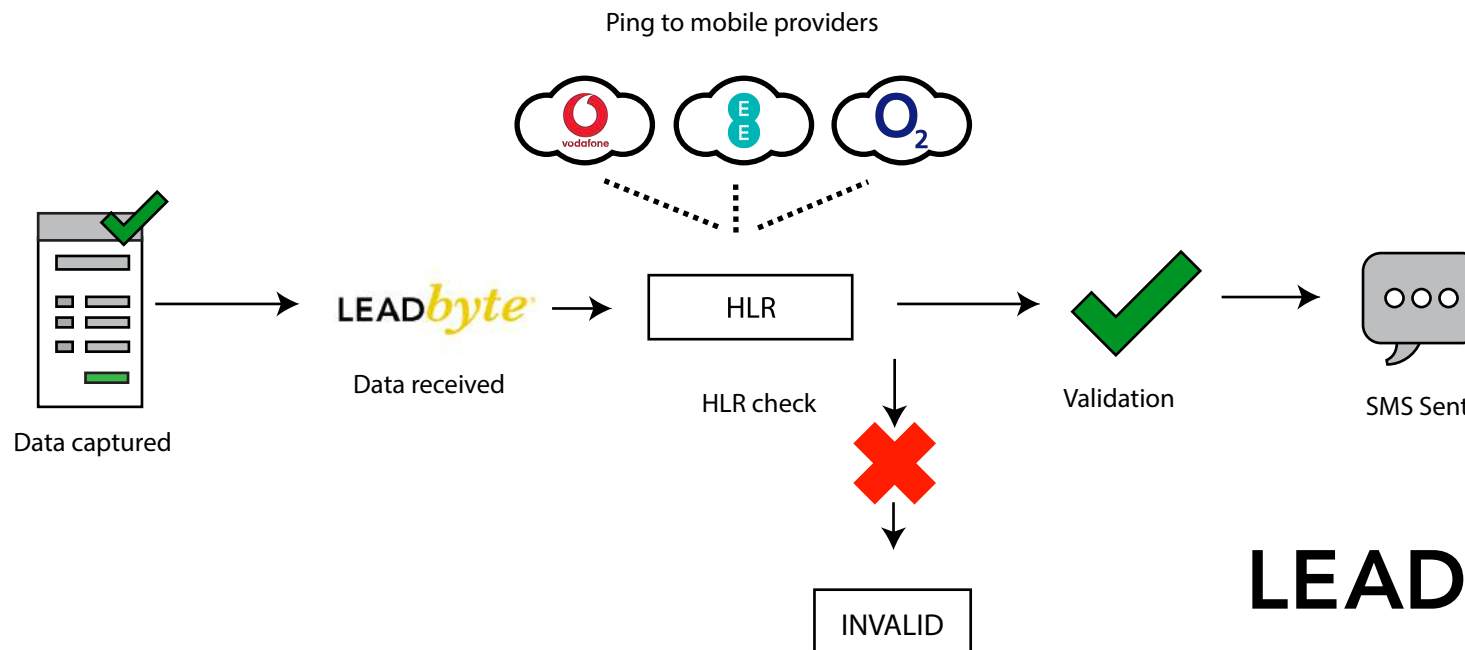 Ping to mobile providers
vodafone
E
E
O2
LEADbyte
HLR
Data received
HLR check
Validation
SMS Sent
Data captured
LEAD
INVALID